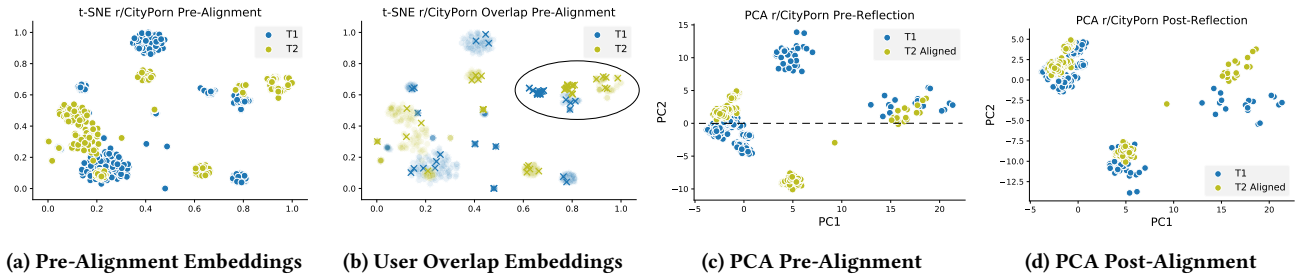 t-SNE r/CityPorn Pre-Alignment
T1
T2
1.0
0.8
0.6
0.4
0.2
0.0
0.0 0.2 0.4 0.6 0.8 1.0
(a) Pre-Alignment Embeddings
t-SNE r/CityPorn Overlap Pre-Alignment
T1
T2
1.0
0.8
0.6
0.4
0.2
0.0
0.0 0.2 0.4 0.6 0.8 1.0
(b) User Overlap Embeddings
PCA r/CityPorn Pre-Reflection
T1
T2 Aligned
PC2
15
10
5
0
−5
−10
−5 0 5 10 15 20
PC1
(c) PCA Pre-Alignment
PCA r/CityPorn Post-Reflection
PC2
5.0
2.5
0.0
−2.5
−5.0
−7.5
−10.0
−12.5
T1
T2 Aligned
−5 0 5 10 15 20
PC1
(d) PCA Post-Alignment